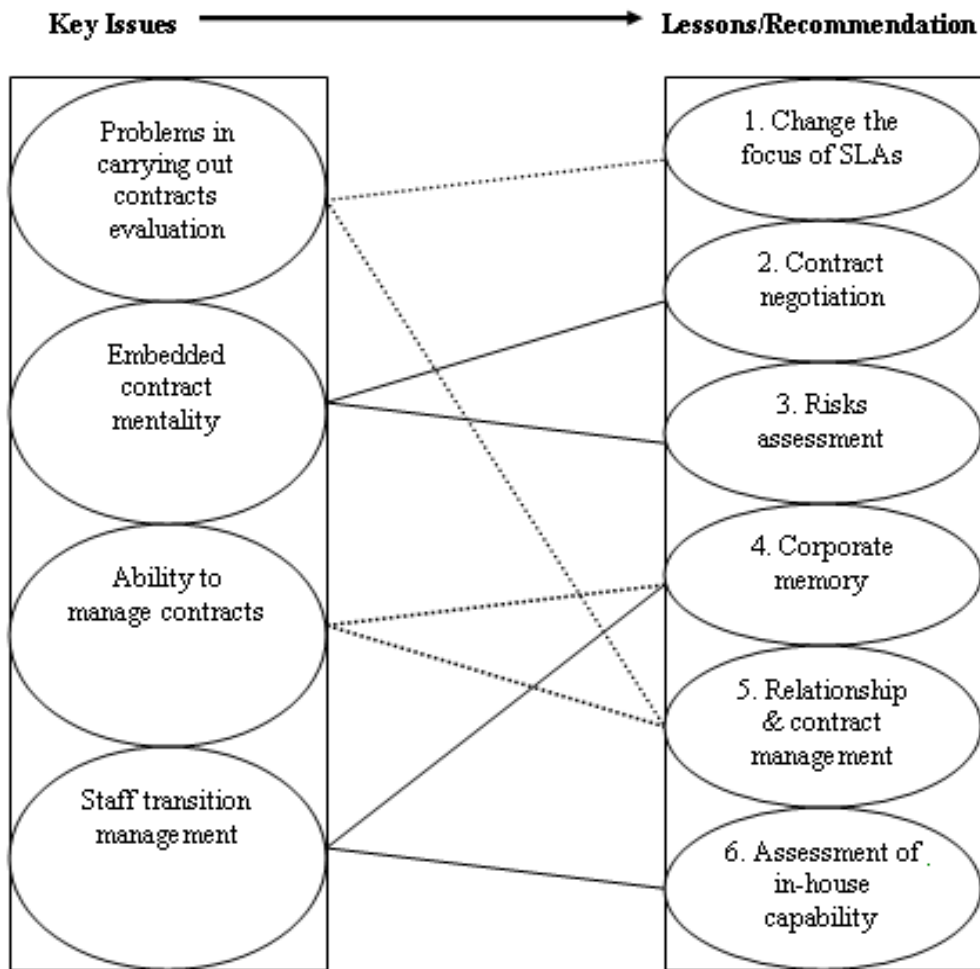 Key Issues
Lessons/Recommendation
Problems in
carrying out
contracts
evaluation
Embedded
contract
mentality
Ability to
manage contracts
Staff transition
management
1. Change the
focus of SLAs
2. Contract
negotiation
3. Risks
assessment
4. Corporate
memory
5. Relationship
& contract
management
6. Assessment of
in-house
capability